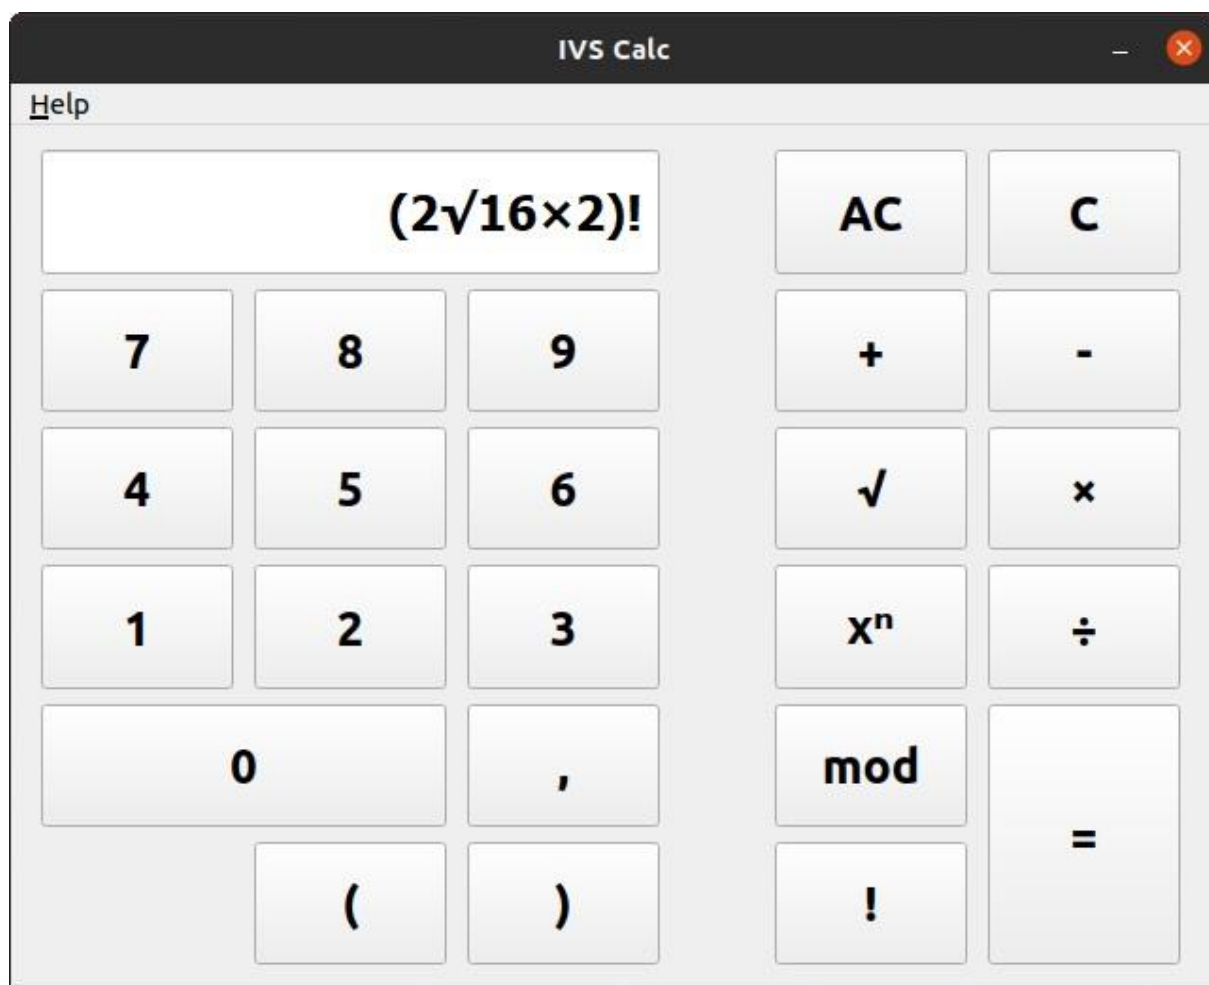 IVS Calc
Help
(2√16×2)!
AC C
7 8 9 + -
4 5 6 √ ×
1 2 3 xⁿ ÷
0 , mod =
( ) !